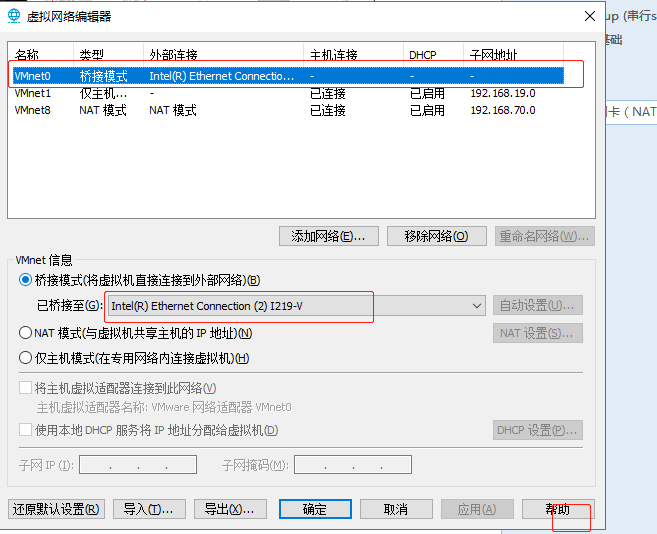 虚拟网络编辑器
up (串行s
基础
名称 类型 外部连接 主机连接 DHCP 子网地址
VMnet0 桥接模式 Intel(R) Ethernet Connectio... - - -
VMnet1 仅主机... - 已连接 已启用 192.168.19.0
VMnet8 NAT 模式 NAT 模式 已连接 已启用 192.168.70.0
卡（NAT
添加网络(E)... 移除网络(O) 重命名网络(W)...
VMnet 信息
桥接模式(将虚拟机直接连接到外部网络)(B)
已桥接至(G): Intel(R) Ethernet Connection (2) I219-V 自动设置(U)...
NAT 模式(与虚拟机共享主机的 IP 地址)(N) NAT 设置(S)...
仅主机模式(在专用网络内连接虚拟机)(H)
将主机虚拟适配器连接到此网络(V)
主机虚拟适配器名称: VMware 网络适配器 VMnet0
使用本地 DHCP 服务将 IP 地址分配给虚拟机(D) DHCP 设置(P)...
子网 IP (I): . . . 子网掩码(M): . . .
还原默认设置(R) 导入(T)... 导出(X)... 确定 取消 应用(A) 帮助